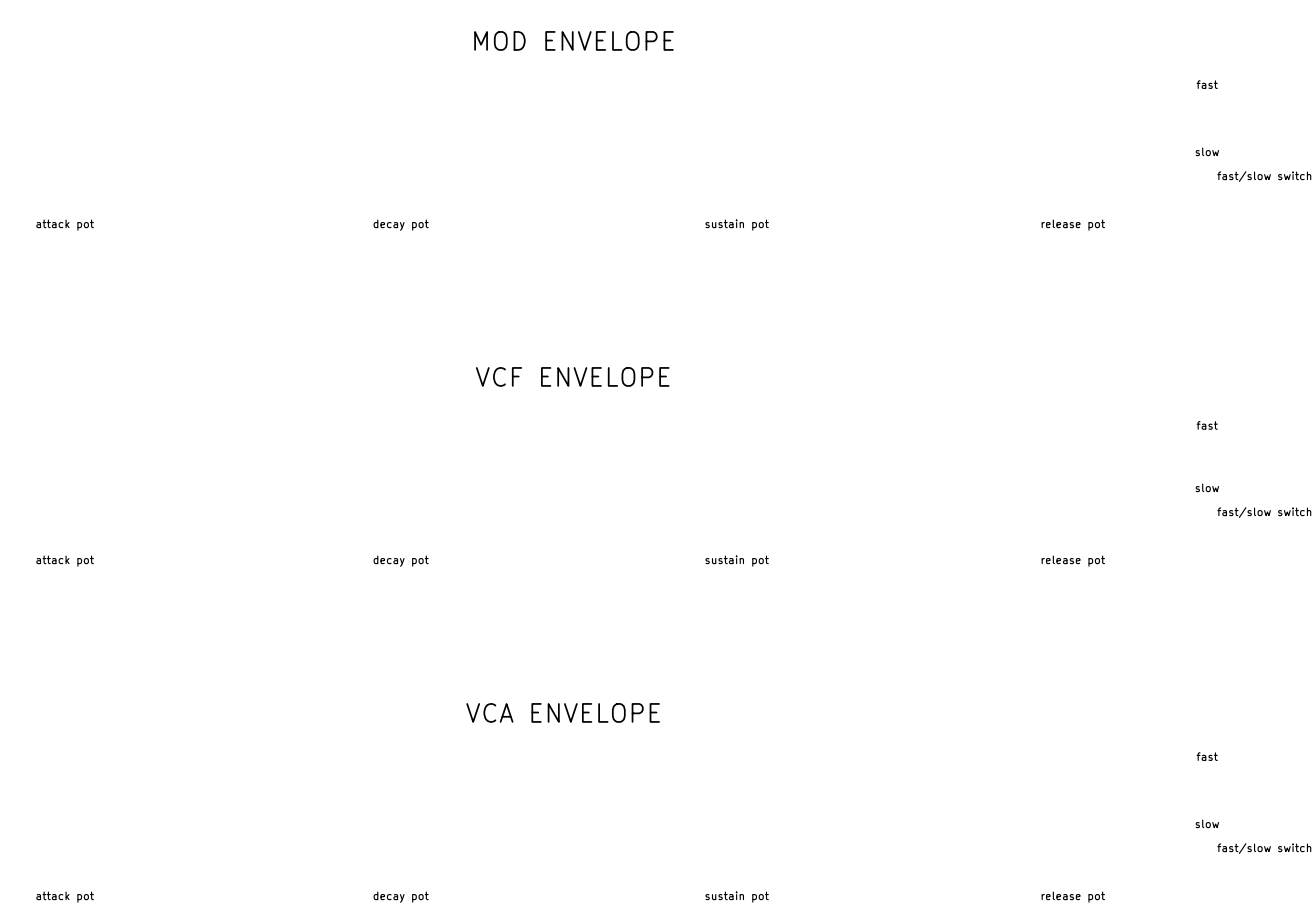 MOD ENVELOPE
fast
slow
fast/slow switch
attack pot decay pot sustain pot release pot
VCF ENVELOPE
fast
slow
fast/slow switch
attack pot decay pot sustain pot release pot
VCA ENVELOPE
fast
slow
fast/slow switch
attack pot decay pot sustain pot release pot